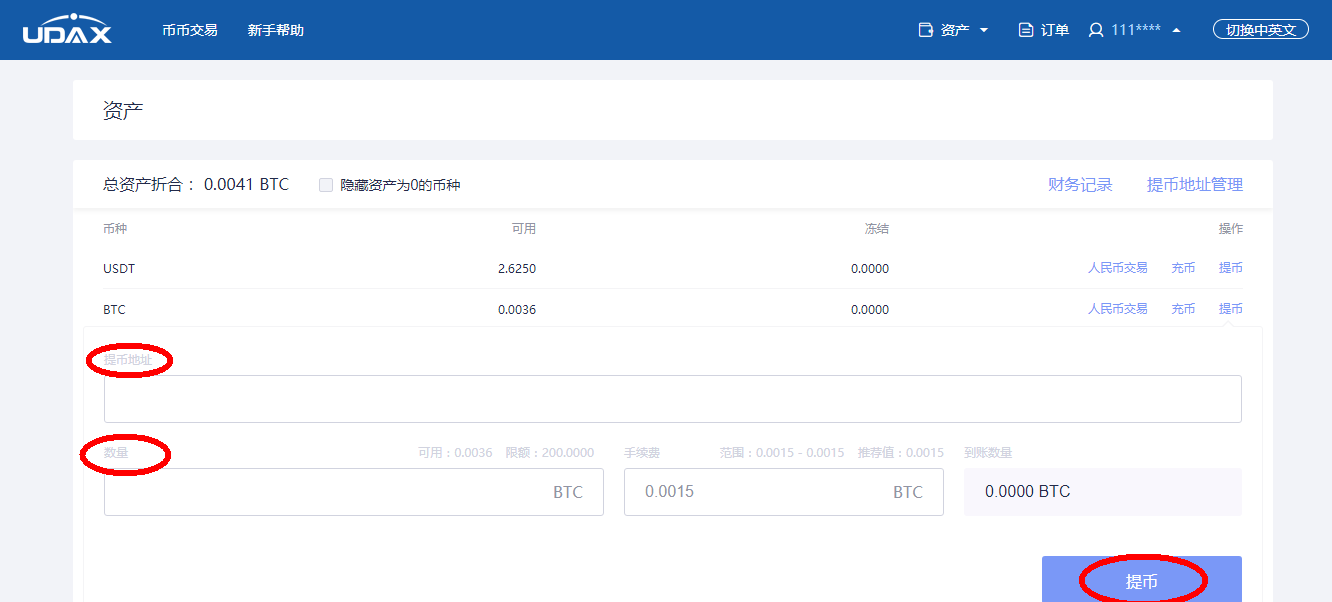 UDAX 币币交易 新手帮助 资产 订单 111**** 切换中英文
资产
总资产折合： 0.0041 BTC 隐藏资产为0的币种 财务记录 提币地址管理
币种 可用 冻结 操作
USDT 2.6250 0.0000 人民币交易 充币 提币
BTC 0.0036 0.0000 人民币交易 充币 提币
提币地址
数量 可用：0.0036 限额：200.0000 手续费 范围：0.0015 - 0.0015 推荐值：0.0015 到账数量
BTC 0.0015 BTC 0.0000 BTC
提币